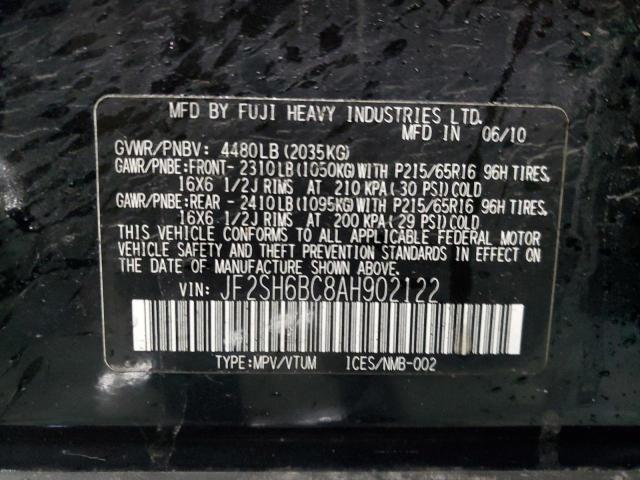 MFD BY FUJI HEAVY INDUSTRIES LTD.
MFD IN 06/10
GVWR/PNBV: 4480LB(2035KG)
GAWR/PNBE:FRONT- 2310LB(1050KG)WITH P215/65R16 96H TIRES,
16X6 1/2J RIMS AT 210 KPA(30 PSI)COLD
GAWR/PNBE:REAR - 2410LB(1095KG)WITH P215/65R16 96H TIRES,
16X6 1/2J RIMS AT 200 KPA(29 PSI)COLD
THIS VEHICLE CONFORMS TO ALL APPLICABLE FEDERAL MOTOR
VEHICLE SAFETY AND THEFT PREVENTION STANDARDS IN EFFECT
ON THE DATE OF MANUFACTURE SHOWN ABOVE.
VIN: JF2SH6BC8AH902122
TYPE:MPV/VTUM ICES/NMB-002